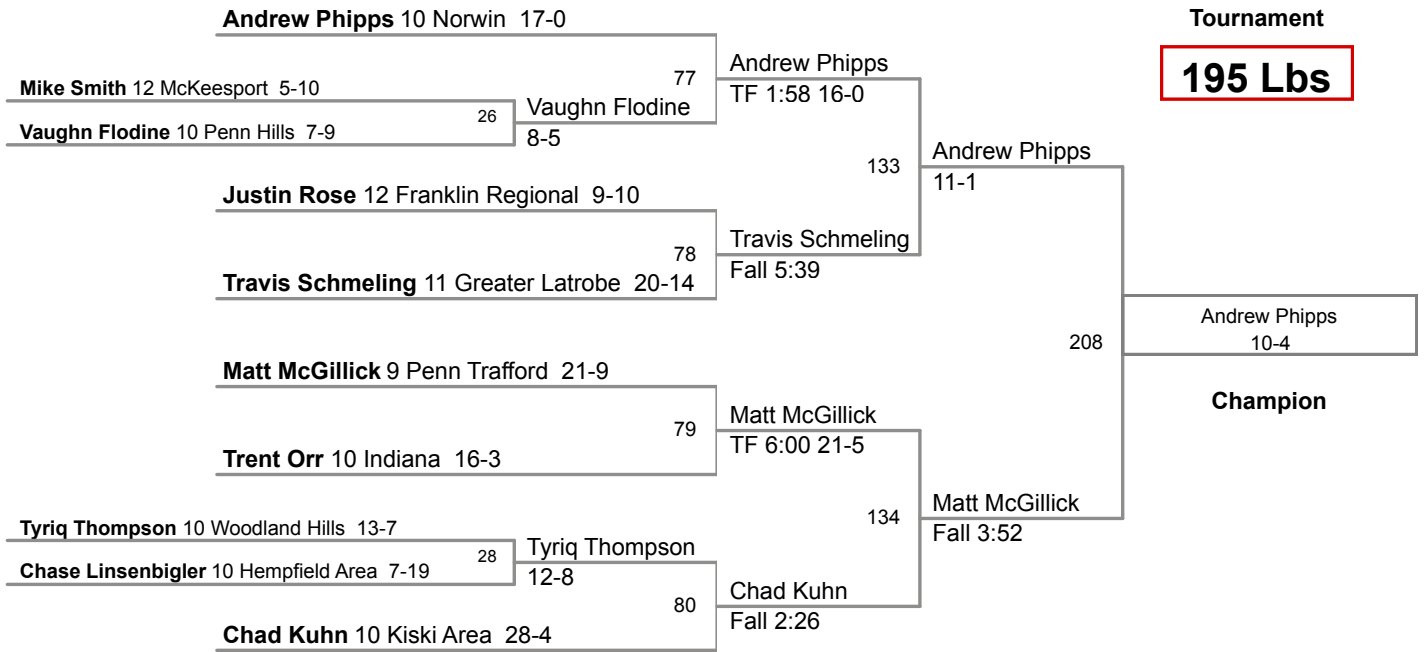 Andrew Phipps 10 Norwin 17-0
Tournament
195 Lbs
Mike Smith 12 McKeesport 5-10
26
Vaughn Flodine 10 Penn Hills 7-9
Vaughn Flodine
8-5
77
Andrew Phipps
TF 1:58 16-0
Justin Rose 12 Franklin Regional 9-10
78
Travis Schmeling 11 Greater Latrobe 20-14
Travis Schmeling
Fall 5:39
133
Andrew Phipps
11-1
Matt McGillick 9 Penn Trafford 21-9
79
Trent Orr 10 Indiana 16-3
Matt McGillick
TF 6:00 21-5
Tyriq Thompson 10 Woodland Hills 13-7
28
Chase Linsenbigler 10 Hempfield Area 7-19
Tyriq Thompson
12-8
80
Chad Kuhn 10 Kiski Area 28-4
Chad Kuhn
Fall 2:26
134
Matt McGillick
Fall 3:52
208
Andrew Phipps
10-4
Champion